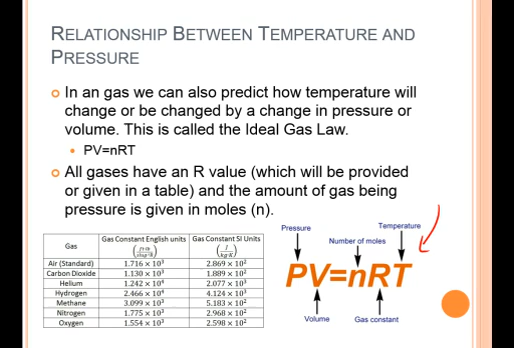 RELATIONSHIP BETWEEN TEMPERATURE AND
PRESSURE
In an gas we can also predict how temperature will
change or be changed by a change in pressure or
volume. This is called the Ideal Gas Law.
• PV=nRT
All gases have an R value (which will be provided
or given in a table) and the amount of gas being
pressure is given in moles (n).
Gas Gas Constant English units Gas Constant SI Units (J/kg·K)
Air (Standard) 1.716 × 10³ 2.869 × 10²
Carbon Dioxide 1.130 × 10³ 1.889 × 10²
Helium 1.242 × 10⁴ 2.077 × 10³
Hydrogen 2.466 × 10⁴ 4.124 × 10³
Methane 3.099 × 10³ 5.183 × 10²
Nitrogen 1.775 × 10³ 2.968 × 10²
Oxygen 1.554 × 10³ 2.598 × 10²
Pressure Temperature
Number of moles
PV=nRT
Volume Gas constant